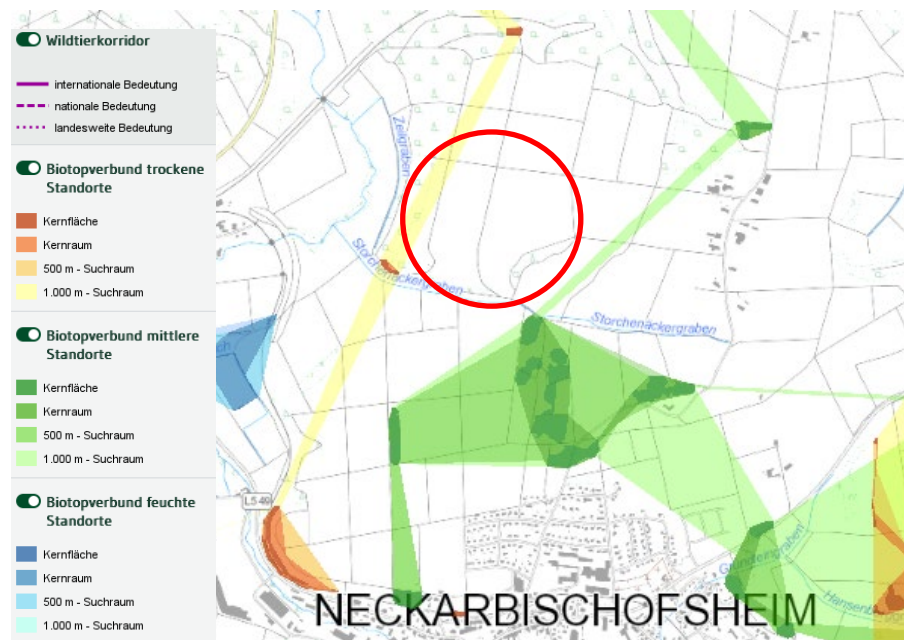 Wildtierkorridor
internationale Bedeutung
nationale Bedeutung
landesweite Bedeutung
Biotopverbund trockene
Standorte
Kernfläche
Kernraum
500 m - Suchraum
1.000 m - Suchraum
Biotopverbund mittlere
Standorte
Kernfläche
Kernraum
500 m - Suchraum
1.000 m - Suchraum
Biotopverbund feuchte
Standorte
Kernfläche
Kernraum
500 m - Suchraum
1.000 m - Suchraum
Zeilgraben
Storchenäckergraben
Storchenäckergraben
L549
Grundfeingraben
NECKARBISCHOFSHEIM